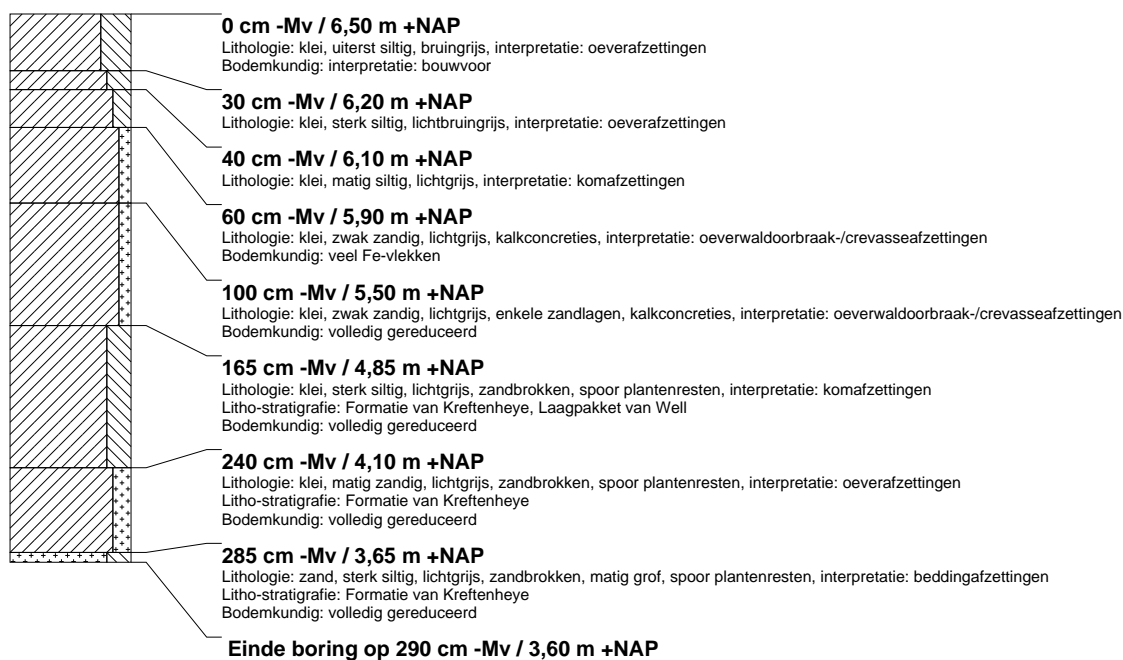 0 cm -Mv / 6,50 m +NAP
Lithologie: klei, uiterst siltig, bruingrijs, interpretatie: oeverafzettingen
Bodemkundig: interpretatie: bouwvoor
30 cm -Mv / 6,20 m +NAP
Lithologie: klei, sterk siltig, lichtbruingrijs, interpretatie: oeverafzettingen
40 cm -Mv / 6,10 m +NAP
Lithologie: klei, matig siltig, lichtgrijs, interpretatie: komafzettingen
60 cm -Mv / 5,90 m +NAP
Lithologie: klei, zwak zandig, lichtgrijs, kalkconcreties, interpretatie: oeverwaldoorbraak-/crevasseafzettingen
Bodemkundig: veel Fe-vlekken
100 cm -Mv / 5,50 m +NAP
Lithologie: klei, zwak zandig, lichtgrijs, enkele zandlagen, kalkconcreties, interpretatie: oeverwaldoorbraak-/crevasseafzettingen
Bodemkundig: volledig gereduceerd
165 cm -Mv / 4,85 m +NAP
Lithologie: klei, sterk siltig, lichtgrijs, zandbrokken, spoor plantenresten, interpretatie: komafzettingen
Litho-stratigrafie: Formatie van Kreftenheye, Laagpakket van Well
Bodemkundig: volledig gereduceerd
240 cm -Mv / 4,10 m +NAP
Lithologie: klei, matig zandig, lichtgrijs, zandbrokken, spoor plantenresten, interpretatie: oeverafzettingen
Litho-stratigrafie: Formatie van Kreftenheye
Bodemkundig: volledig gereduceerd
285 cm -Mv / 3,65 m +NAP
Lithologie: zand, sterk siltig, lichtgrijs, zandbrokken, matig grof, spoor plantenresten, interpretatie: beddingafzettingen
Litho-stratigrafie: Formatie van Kreftenheye
Bodemkundig: volledig gereduceerd
Einde boring op 290 cm -Mv / 3,60 m +NAP